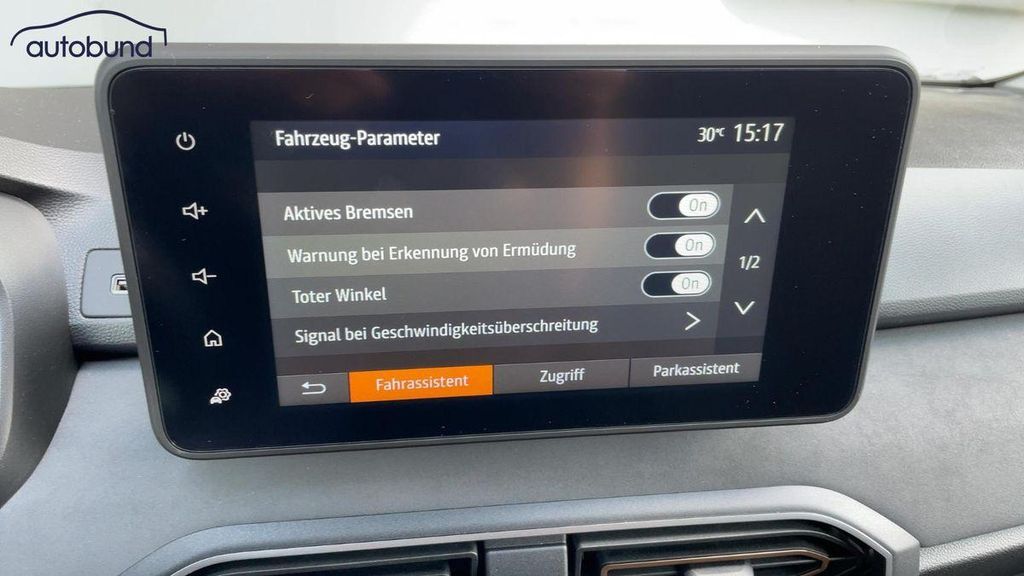 autobund
Fahrzeug-Parameter
30°C 15:17
Aktives Bremsen On
Warnung bei Erkennung von Ermüdung On
1/2
Toter Winkel On
Signal bei Geschwindigkeitsüberschreitung
Fahrassistent Zugriff Parkassistent